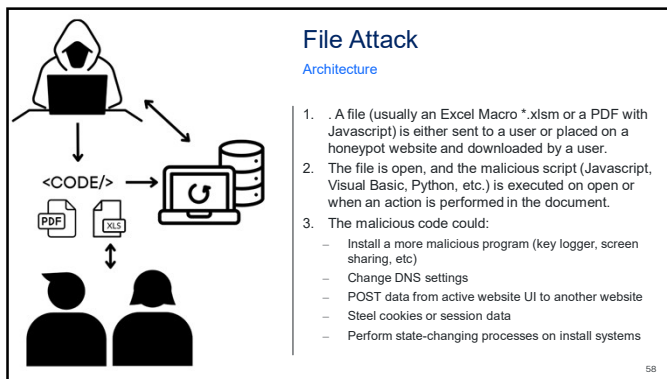 File Attack
Architecture
1. . A file (usually an Excel Macro *.xlsm or a PDF with
Javascript) is either sent to a user or placed on a
honeypot website and downloaded by a user.
2. The file is open, and the malicious script (Javascript,
Visual Basic, Python, etc.) is executed on open or
when an action is performed in the document.
3. The malicious code could:
– Install a more malicious program (key logger, screen
sharing, etc)
– Change DNS settings
– POST data from active website UI to another website
– Steel cookies or session data
– Perform state-changing processes on install systems
<CODE/>
PDF
XLS
58